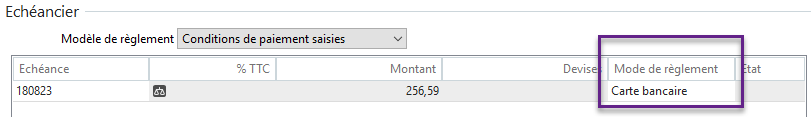 Echéancier
Modèle de règlement Conditions de paiement saisies
Echéance % TTC Montant Devises Mode de règlement Etat
180823 256,59 Carte bancaire